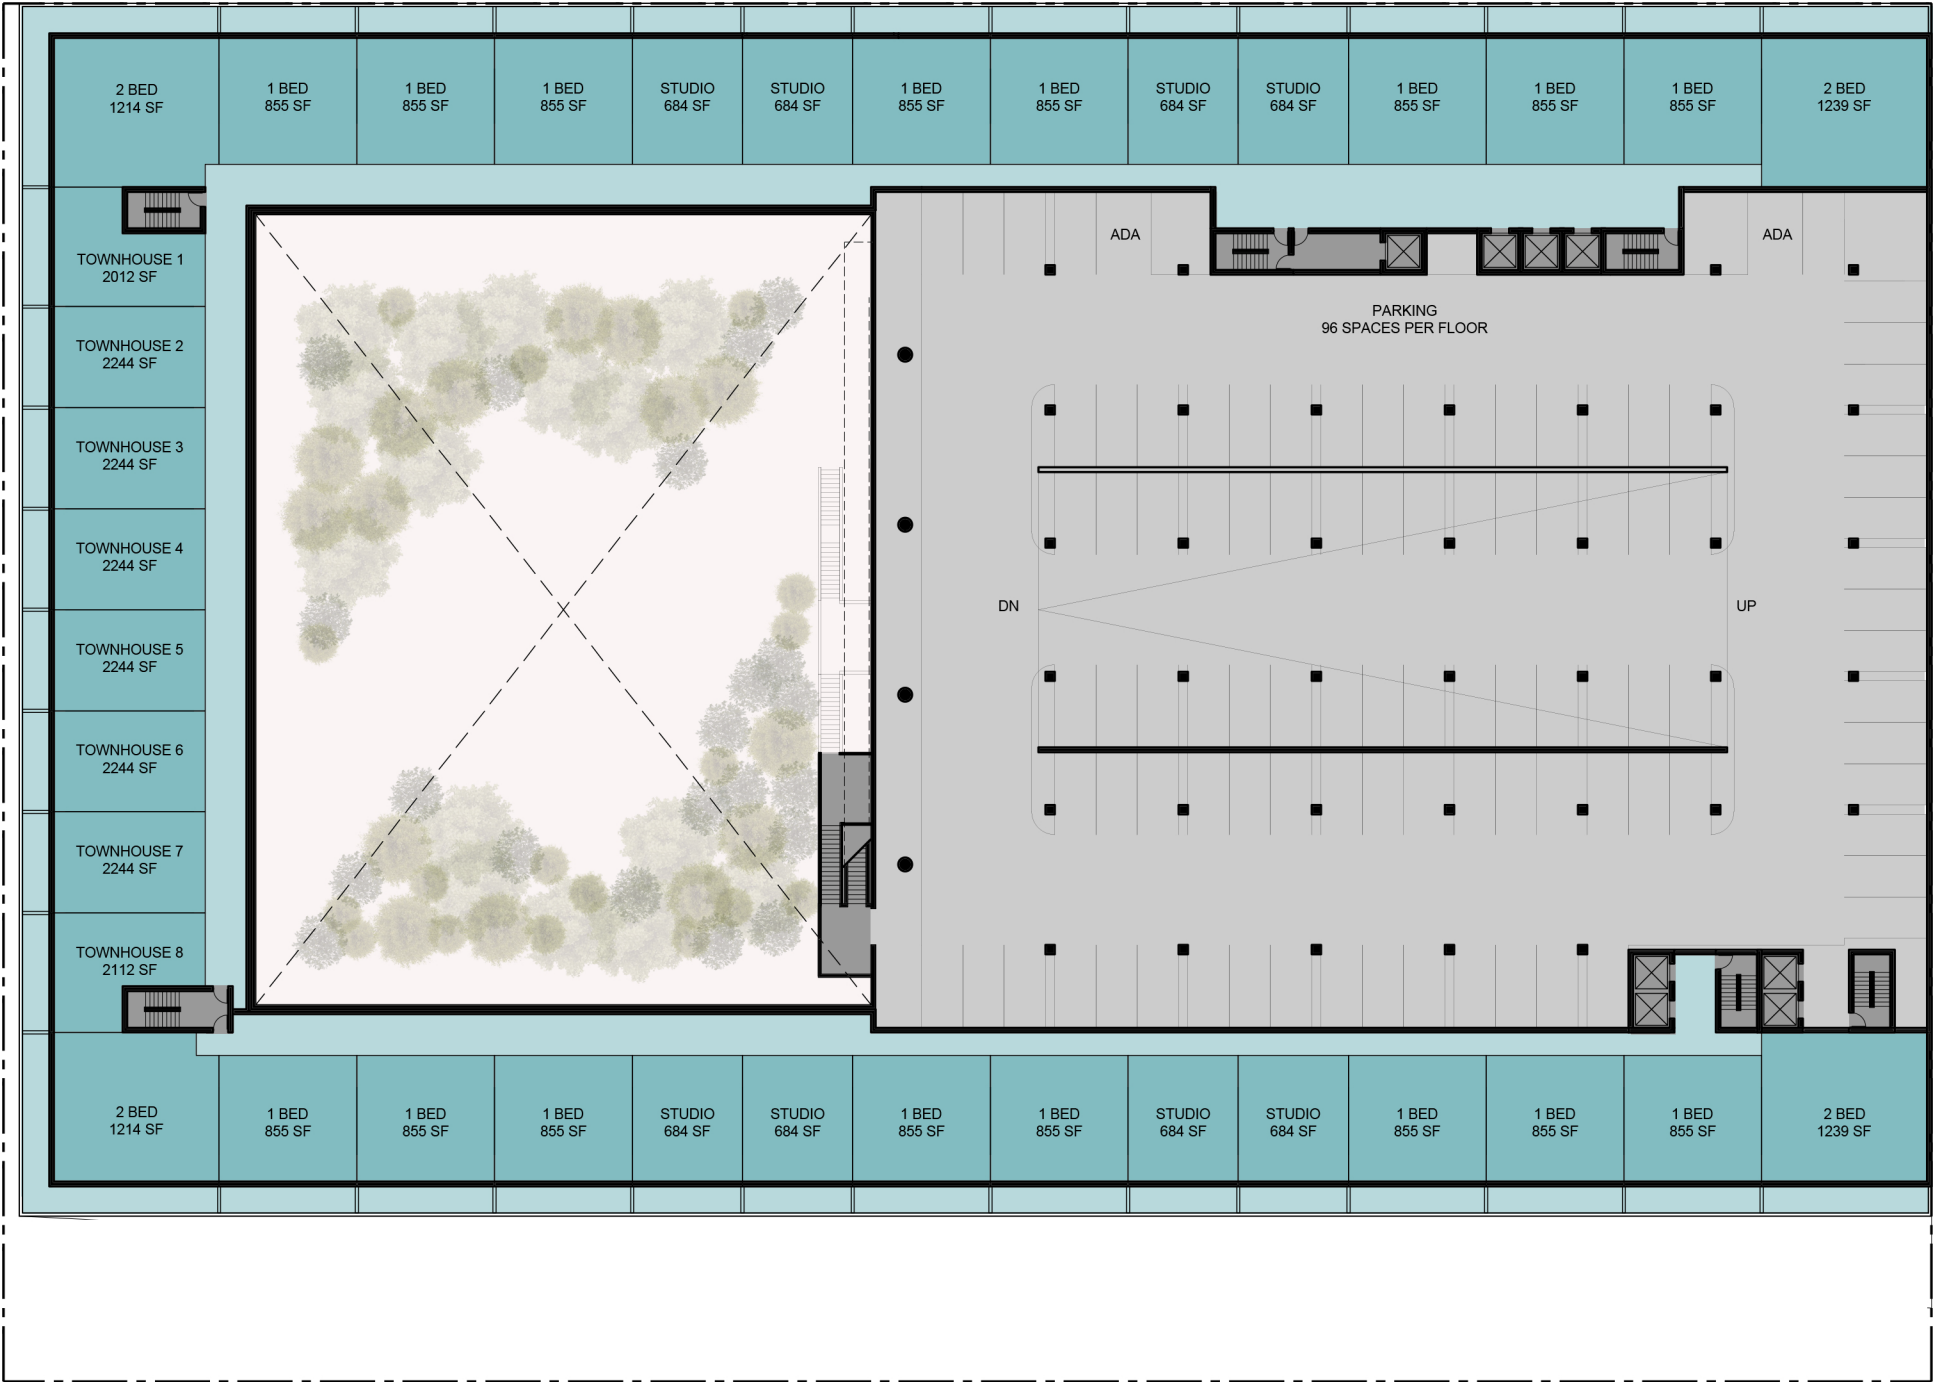 2 BED
1214 SF
1 BED
855 SF
1 BED
855 SF
1 BED
855 SF
STUDIO
684 SF
STUDIO
684 SF
1 BED
855 SF
1 BED
855 SF
STUDIO
684 SF
STUDIO
684 SF
1 BED
855 SF
1 BED
855 SF
1 BED
855 SF
2 BED
1239 SF
TOWNHOUSE 1
2012 SF
TOWNHOUSE 2
2244 SF
TOWNHOUSE 3
2244 SF
TOWNHOUSE 4
2244 SF
TOWNHOUSE 5
2244 SF
TOWNHOUSE 6
2244 SF
TOWNHOUSE 7
2244 SF
TOWNHOUSE 8
2112 SF
ADA
ADA
PARKING
96 SPACES PER FLOOR
DN
UP
2 BED
1214 SF
1 BED
855 SF
1 BED
855 SF
1 BED
855 SF
STUDIO
684 SF
STUDIO
684 SF
1 BED
855 SF
1 BED
855 SF
STUDIO
684 SF
STUDIO
684 SF
1 BED
855 SF
1 BED
855 SF
1 BED
855 SF
2 BED
1239 SF